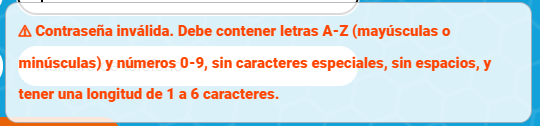 ⚠ Contraseña inválida. Debe contener letras A-Z (mayúsculas o
minúsculas) y números 0-9, sin caracteres especiales, sin espacios, y
tener una longitud de 1 a 6 caracteres.